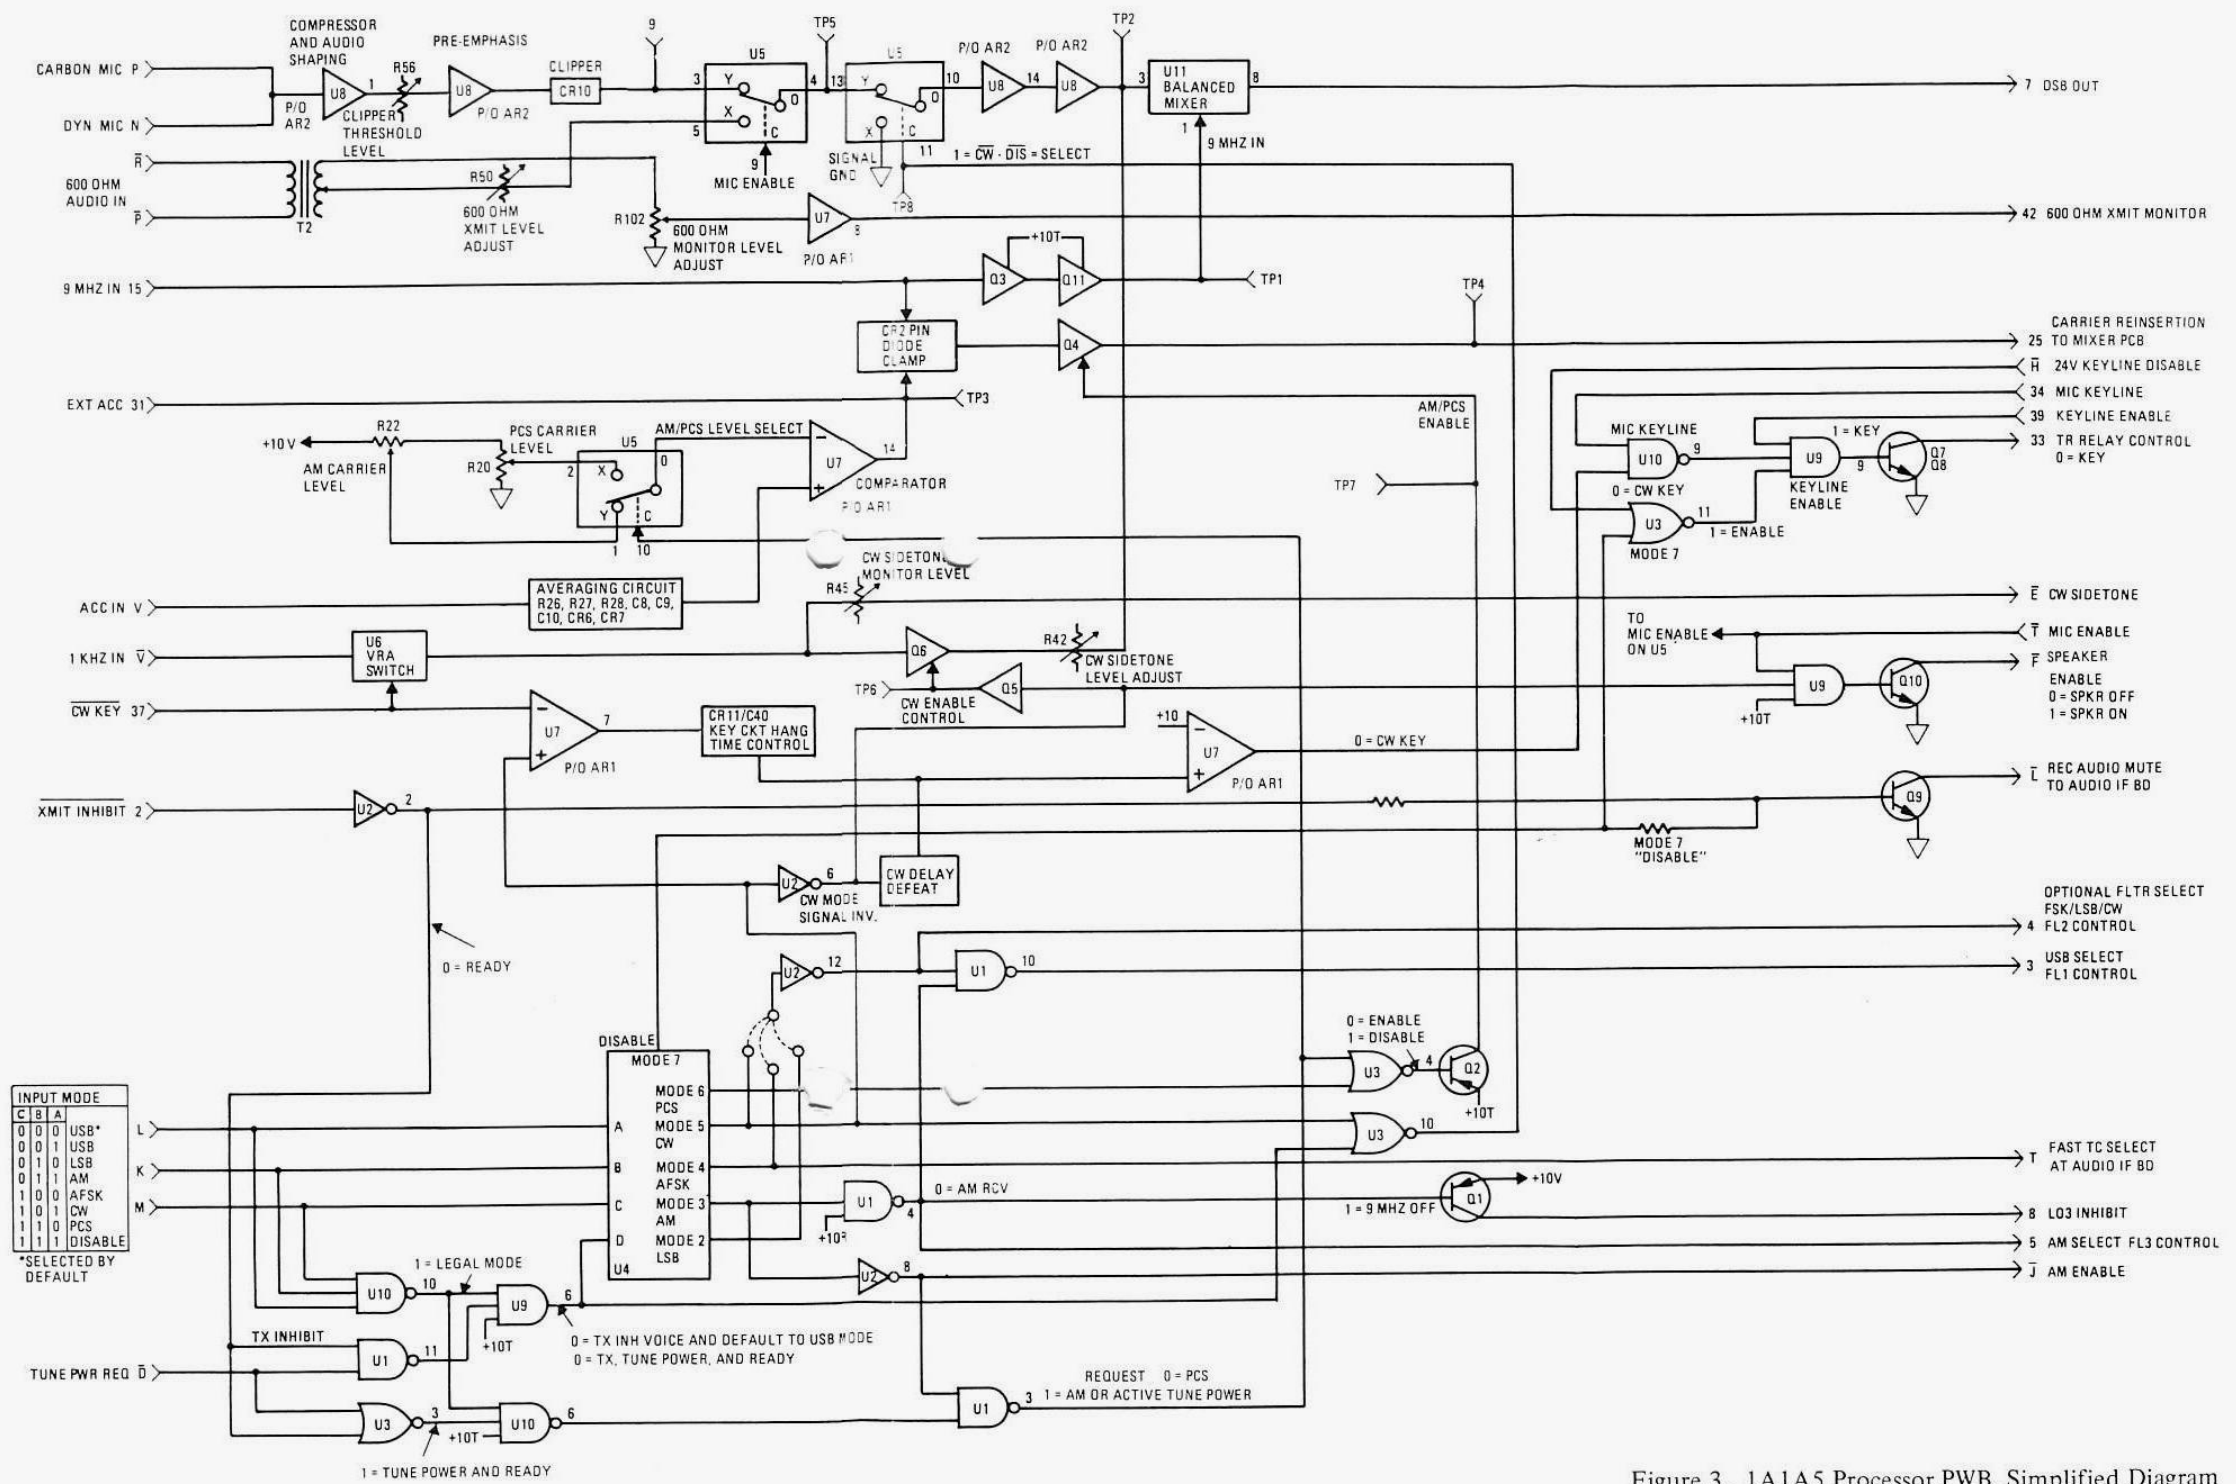 COMPRESSOR
AND AUDIO
SHAPING
PRE-EMPHASIS
CARBON MIC P
DYN MIC N
P/O
AR2
U8
1
R56
CLIPPER
THRESHOLD
LEVEL
U8
P/O AR2
CLIPPER
CR10
9
3
U5
Y
X
O
C
4
5
9
MIC ENABLE
TP5
13
U5
Y
X
O
C
10
11
SIGNAL
GND
TP8
1 = C̅W̅ · D̅I̅S̅ = SELECT
P/O AR2
U8
14
P/O AR2
U8
TP2
3
U11
BALANCED
MIXER
8
1
9 MHZ IN
7 DSB OUT
R̅
600 OHM
AUDIO IN
P̅
T2
R50
600 OHM
XMIT LEVEL
ADJUST
R102
600 OHM
MONITOR LEVEL
ADJUST
U7
8
P/O AR1
42 600 OHM XMIT MONITOR
9 MHZ IN 15
+10T
Q3
Q11
TP1
CR2 PIN
DIODE
CLAMP
Q4
TP4
CARRIER REINSERTION
25 TO MIXER PCB
EXT ACC 31
TP3
AM/PCS
ENABLE
H̅ 24V KEYLINE DISABLE
34 MIC KEYLINE
39 KEYLINE ENABLE
33 TR RELAY CONTROL
0 = KEY
+10 V
R22
AM CARRIER
LEVEL
PCS CARRIER
LEVEL
R20
2
U5
X
Y
O
C
1
10
AM/PCS LEVEL SELECT
U7
14
COMPARATOR
P/O AR1
TP7
MIC KEYLINE
U10
9
0 = CW KEY
1 = KEY
U9
9
KEYLINE
ENABLE
Q7
Q8
U3
11
1 = ENABLE
MODE 7
ACC IN V
AVERAGING CIRCUIT
R26, R27, R28, C8, C9,
C10, CR6, CR7
CW SIDETONE
MONITOR LEVEL
R45
E̅ CW SIDETONE
1 KHZ IN V̅
U6
VRA
SWITCH
Q6
R42
CW SIDETONE
LEVEL ADJUST
TP6
Q5
CW ENABLE
CONTROL
TO
MIC ENABLE
ON U5
T̅ MIC ENABLE
F̅ SPEAKER
ENABLE
0 = SPKR OFF
1 = SPKR ON
U9
+10T
Q10
C̅W̅ K̅E̅Y̅ 37
U7
7
P/O AR1
CR11/C40
KEY CKT HANG
TIME CONTROL
+10
U7
P/O AR1
0 = CW KEY
X̅M̅I̅T̅ I̅N̅H̅I̅B̅I̅T̅ 2
U2
2
L̅ REC AUDIO MUTE
TO AUDIO IF BD
Q9
MODE 7
"DISABLE"
U2
6
CW MODE
SIGNAL INV.
CW DELAY
DEFEAT
0 = READY
OPTIONAL FLTR SELECT
FSK/LSB/CW
4 FL2 CONTROL
U2
12
U1
10
3 USB SELECT
FL1 CONTROL
DISABLE
MODE 7
MODE 6
PCS
MODE 5
CW
MODE 4
AFSK
MODE 3
AM
MODE 2
LSB
A
B
C
D
U4
0 = ENABLE
1 = DISABLE
U3
4
Q2
+10T
U3
10
INPUT MODE
C B A
0 0 0 USB*
0 0 1 USB
0 1 0 LSB
0 1 1 AM
1 0 0 AFSK
1 0 1 CW
1 1 0 PCS
1 1 1 DISABLE
*SELECTED BY
DEFAULT
L
K
M
T FAST TC SELECT
AT AUDIO IF BD
U1
4
0 = AM RCV
1 = 9 MHZ OFF
Q1
+10V
8 LO3 INHIBIT
5 AM SELECT FL3 CONTROL
J̅ AM ENABLE
U2
8
U10
10
1 = LEGAL MODE
U9
6
+10T
0 = TX INH VOICE AND DEFAULT TO USB MODE
0 = TX, TUNE POWER, AND READY
TX INHIBIT
U1
11
TUNE PWR REQ D̅
U3
3
+10T
U10
6
1 = TUNE POWER AND READY
U1
3
REQUEST 0 = PCS
1 = AM OR ACTIVE TUNE POWER
Figure 3. 1A1A5 Processor PWB, Simplified Diagram